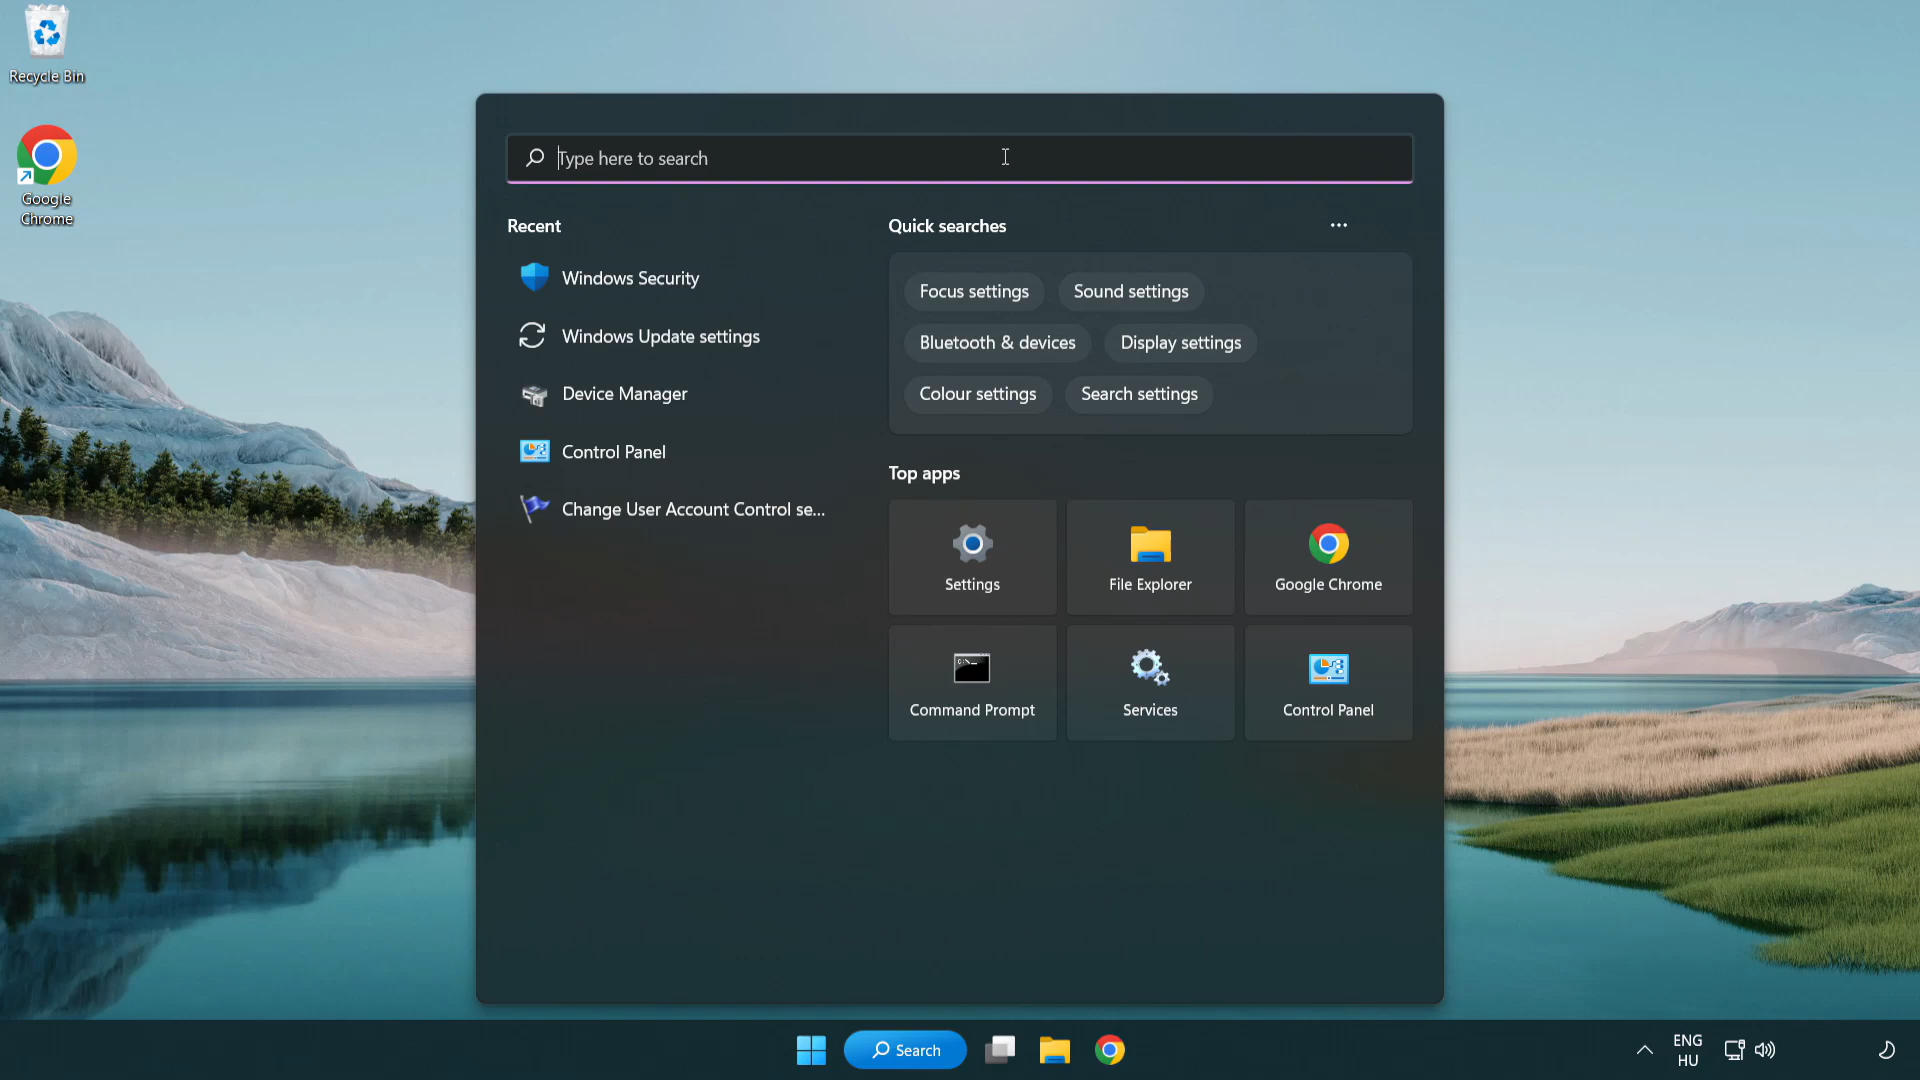 Recycle Bin
Google
Chrome
Type here to search
Recent
Windows Security
Windows Update settings
Device Manager
Control Panel
Change User Account Control se...
Quick searches
Focus settings
Sound settings
Bluetooth & devices
Display settings
Colour settings
Search settings
Top apps
Settings
File Explorer
Google Chrome
Command Prompt
Services
Control Panel
Search
ENG
HU